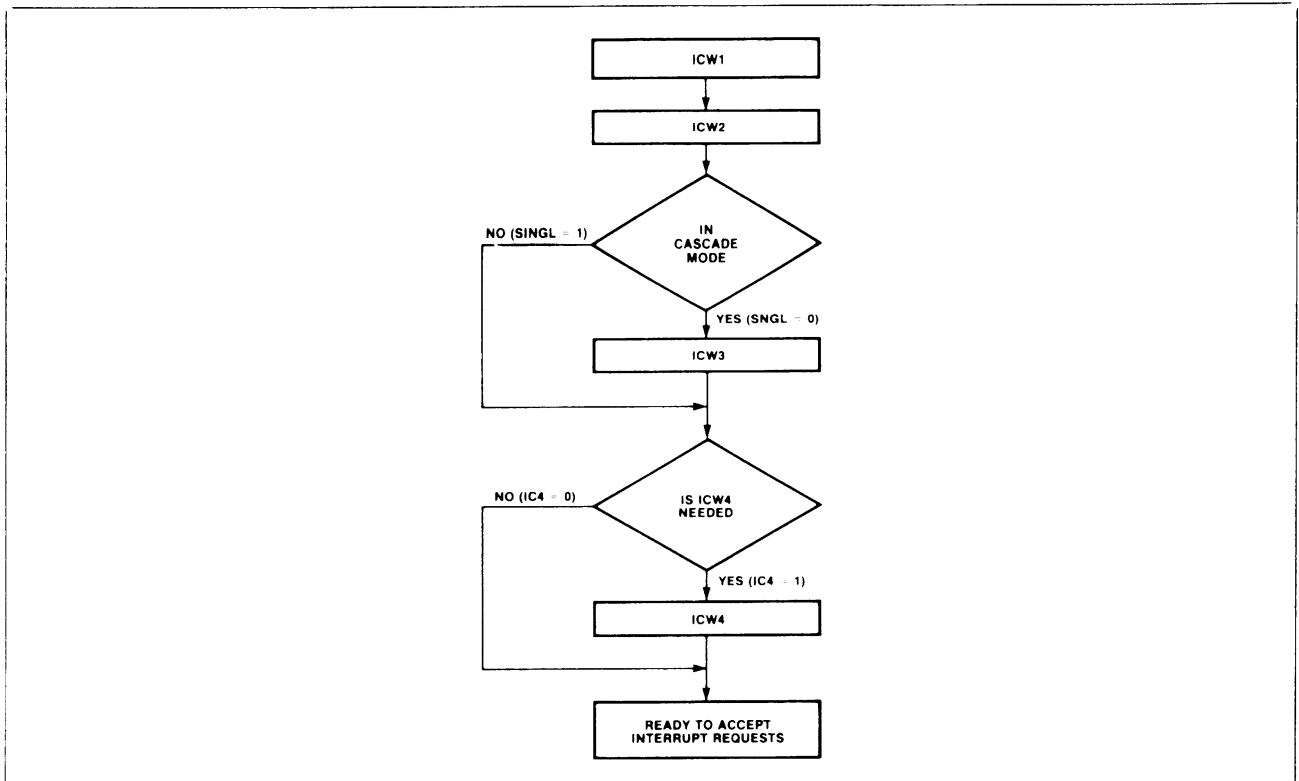 ICW1
ICW2
IN
CASCADE
MODE
NO (SINGL = 1)
YES (SNGL = 0)
ICW3
IS ICW4
NEEDED
NO (IC4 = 0)
YES (IC4 = 1)
ICW4
READY TO ACCEPT
INTERRUPT REQUESTS